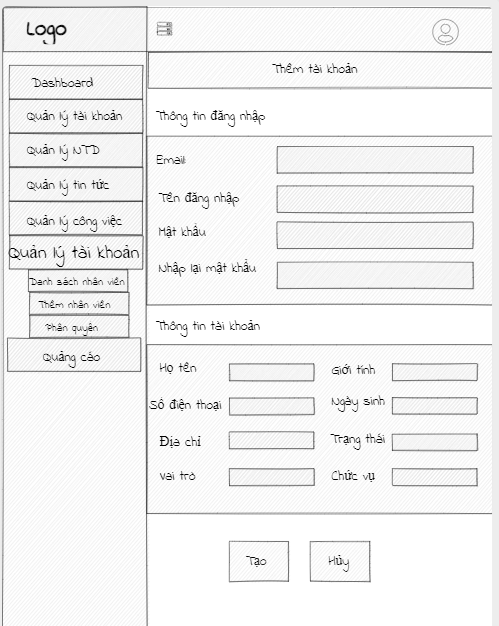 Logo
Dashboard
Quản lý tài khoản
Quản lý NTD
Quản lý tin tức
Quản lý công việc
Quản lý tài khoản
Danh sách nhân viên
Thêm nhân viên
Phân quyền
Quảng cáo
Thêm tài khoản
Thông tin đăng nhập
Email
Tên đăng nhập
Mật khẩu
Nhập lại mật khẩu
Thông tin tài khoản
Họ tên
Giới tính
Số điện thoại
Ngày sinh
Địa chỉ
Trạng thái
Vai trò
Chức vụ
Tạo
Hủy